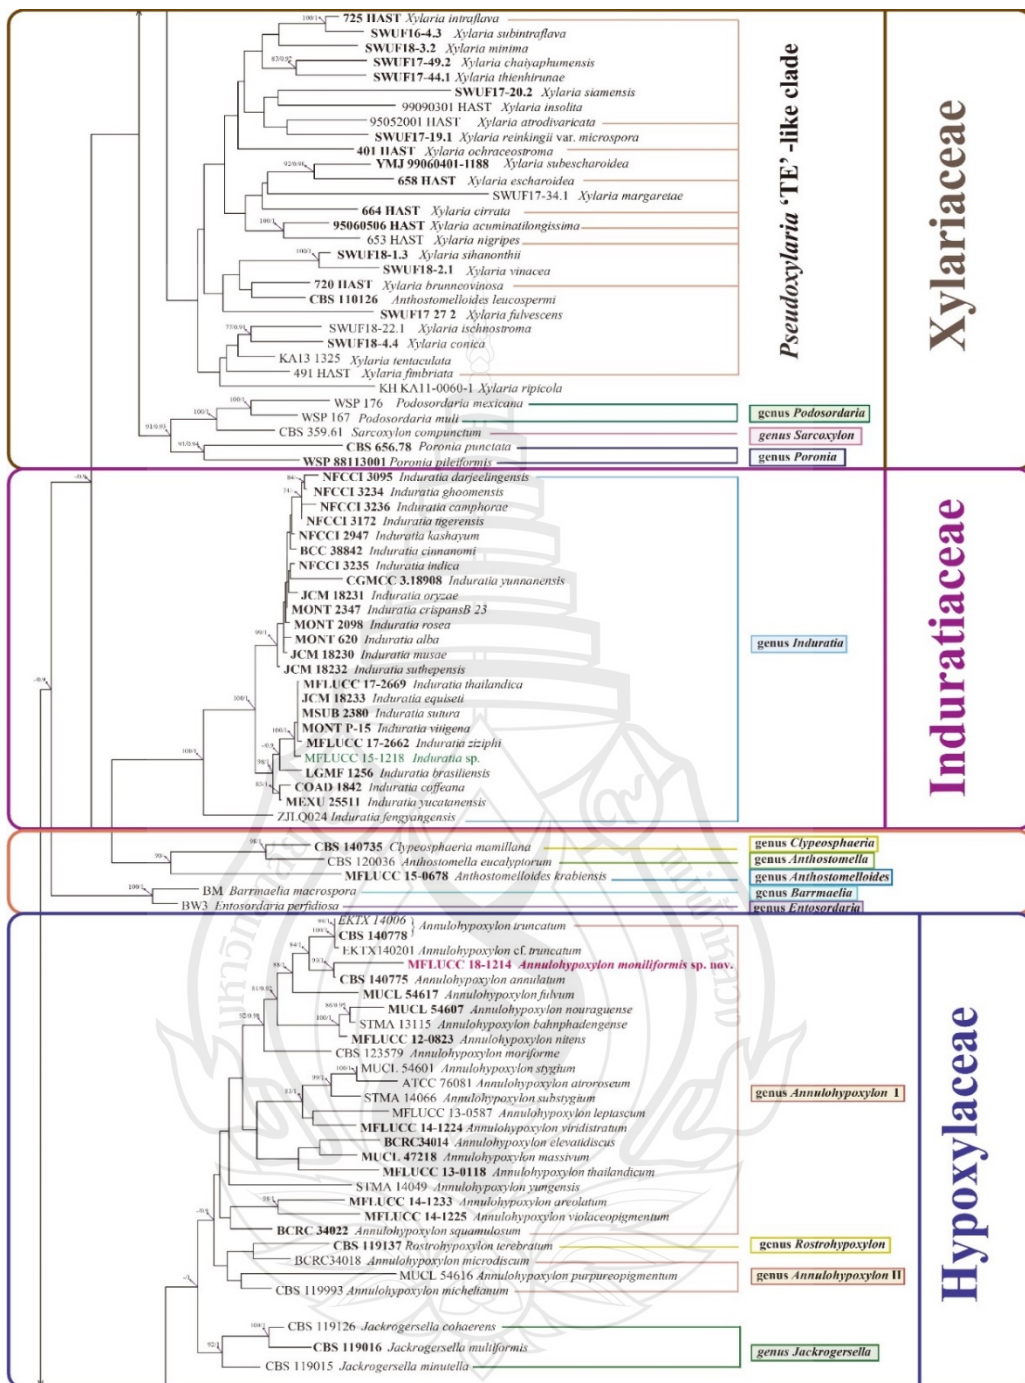 725 HAST Xylaria intraflava
SWUF16-4.3 Xylaria subintraflava
SWUF18-3.2 Xylaria minima
SWUF17-49.2 Xylaria chaiyaphumensis
SWUF17-44.1 Xylaria thienhirunae
SWUF17-20.2 Xylaria siamensis
99090301 HAST Xylaria insolita
95052001 HAST Xylaria atrodivaricata
SWUF17-19.1 Xylaria reinkingii vat. microspora
401 HAST Xylaria ochraceostroma
YMJ 99060401-1188 Xylaria subescharoidea
658 HAST Xylaria escharoidea
SWUF17-34.1 Xylaria margaretae
664 HAST Xylaria cirrata
95060506 HAST Xylaria acuminatilongissima
653 HAST Xylaria nigripes
SWUF18-1.3 Xylaria sihanonthii
SWUF18-2.1 Xylaria vinacea
720 HAST Xylaria brunneovinosa
CBS 110126 Anthostomelloides leucospermi
SWUF17 27 2 Xylaria fulvescens
SWUF18-22.1 Xylaria ischnostroma
SWUF18-4.4 Xylaria conica
KA13 1325 Xylaria tentaculata
491 HAST Xylaria fimbriata
KH KA11-0060-1 Xylaria ripicola
Pseudoxylaria 'TE'-like clade
Xylariaceae
WSP 176 Podosordaria mexicana
WSP 167 Podosordaria muli
genus Podosordaria
CBS 359.61 Sarcoxylon compunctum
genus Sarcoxylon
CBS 656.78 Poronia punctata
WSP 88113001 Poronia pileiformis
genus Poronia
NFCCI 3095 Induratia darjeelingensis
NFCCI 3234 Induratia ghoomensis
NFCCI 3236 Induratia camphorae
NFCCI 3172 Induratia tigerensis
NFCCI 2947 Induratia kashayum
BCC 38842 Induratia cinnanomi
NFCCI 3235 Induratia indica
CGMCC 3.18908 Induratia yunnanensis
JCM 18231 Induratia oryzae
MONT 2347 Induratia crispansB 23
MONT 2098 Induratia rosea
MONT 620 Induratia alba
JCM 18230 Induratia musae
JCM 18232 Induratia suthepensis
MFLUCC 17-2669 Induratia thailandica
JCM 18233 Induratia equiseti
MSUB 2380 Induratia sutura
MONT P-15 Induratia vitigena
MFLUCC 17-2662 Induratia ziziphi
MFLUCC 15-1218 Induratia sp.
LGMF 1256 Induratia brasiliensis
COAD 1842 Induratia coffeana
MEXU 25511 Induratia yucatanensis
ZJLQ024 Induratia fengyangensis
genus Induratia
Induratiaceae
CBS 140735 Clypeosphaeria mamillana
genus Clypeosphaeria
CBS 120036 Anthostomella eucalyptorum
genus Anthostomella
MFLUCC 15-0678 Anthostomelloides krabiensis
genus Anthostomelloides
BM Barrmaelia macrospora
genus Barrmaelia
BW3 Entosordaria perfidiosa
genus Entosordaria
EKTX 14006
CBS 140778
Annulohypoxylon truncatum
EKTX140201 Annulohypoxylon cf. truncatum
MFLUCC 18-1214 Annulohypoxylon moniliformis sp. nov.
CBS 140775 Annulohypoxylon annulatum
MUCL 54617 Annulohypoxylon fulvum
MUCL 54607 Annulohypoxylon nouraguense
STMA 13115 Annulohypoxylon bahnphadengense
MFLUCC 12-0823 Annulohypoxylon nitens
CBS 123579 Annulohypoxylon moriforme
MUCL 54601 Annulohypoxylon stygium
ATCC 76081 Annulohypoxylon atroroseum
STMA 14066 Annulohypoxylon substygium
MFLUCC 13-0587 Annulohypoxylon leptascum
MFLUCC 14-1224 Annulohypoxylon viridistratum
BCRC34014 Annulohypoxylon elevatidiscus
MUCL 47218 Annulohypoxylon massivum
MFLUCC 13-0118 Annulohypoxylon thailandicum
STMA 14049 Annulohypoxylon yungensis
MFLUCC 14-1233 Annulohypoxylon areolatum
MFLUCC 14-1225 Annulohypoxylon violaceopigmentum
BCRC 34022 Annulohypoxylon squamulosum
genus Annulohypoxylon I
CBS 119137 Rostrohypoxylon terebratum
genus Rostrohypoxylon
BCRC34018 Annulohypoxylon microdiscum
MUCL 54616 Annulohypoxylon purpureopigmentum
CBS 119993 Annulohypoxylon michelianum
genus Annulohypoxylon II
CBS 119126 Jackrogersella cohaerens
CBS 119016 Jackrogersella multiformis
CBS 119015 Jackrogersella minutella
genus Jackrogersella
Hypoxylaceae